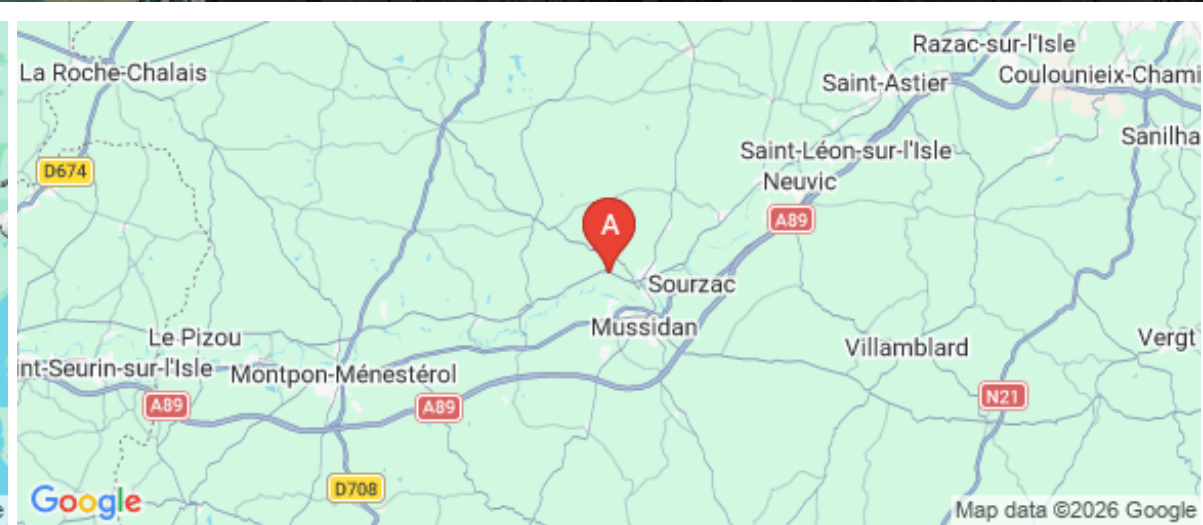 Razac-sur-l'Isle
La Roche-Chalais
Saint-Astier
Coulounieix-Chami
Sanilha
Saint-Léon-sur-l'Isle
D674
Neuvic
A
A89
Sourzac
Mussidan
Le Pizou
Villamblard
Vergt
int-Seurin-sur-l'Isle
Montpon-Ménestérol
A89
A89
N21
D708
Google
Map data ©2026 Google